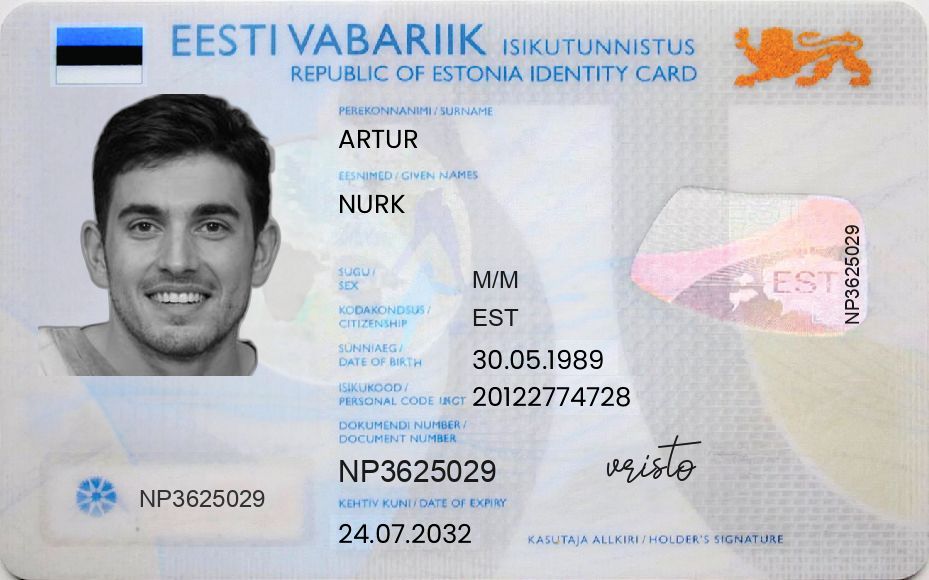 EESTI VABARIIK ISIKUTUNNISTUS
REPUBLIC OF ESTONIA IDENTITY CARD
PEREKONNANIMI / SURNAME
ARTUR
EESNIMED / GIVEN NAMES
NURK
SUGU /
SEX
M/M
KODAKONDSUS /
CITIZENSHIP
EST
SÜNNIAEG /
DATE OF BIRTH
30.05.1989
ISIKUKOOD /
PERSONAL CODE
20122774728
DOKUMENDI NUMBER /
DOCUMENT NUMBER
NP3625029
KEHTIV KUNI / DATE OF EXPIRY
24.07.2032
NP3625029
EST
NP3625029
vristo
KASUTAJA ALLKIRI / HOLDER'S SIGNATURE